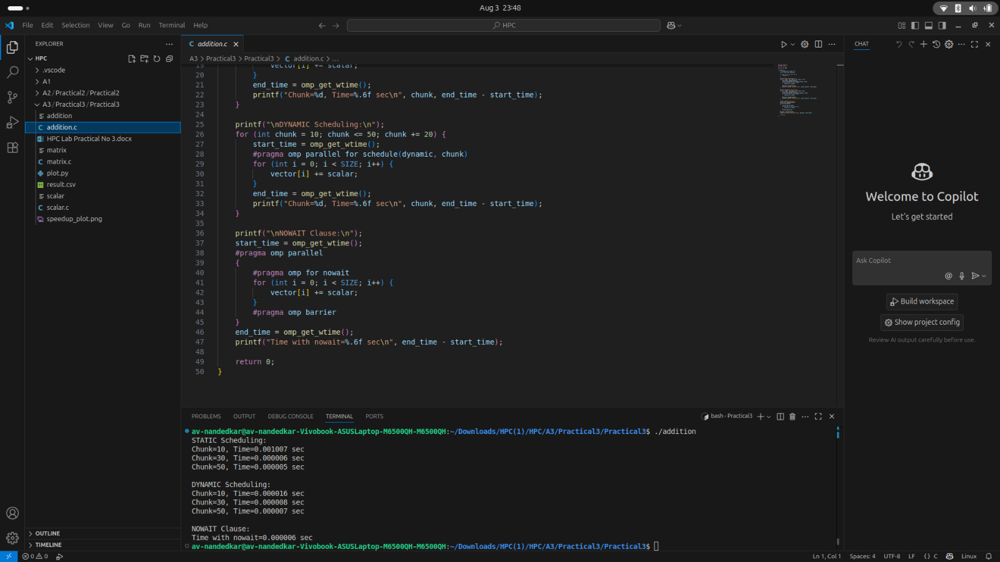 Aug 3 23:48
File Edit Selection View Go Run Terminal Help
HPC
EXPLORER
HPC
.vscode
A1
A2 / Practical2 / Practical2
A3 / Practical3 / Practical3
addition
addition.c
HPC Lab Practical No 3.docx
matrix
matrix.c
plot.py
result.csv
scalar
scalar.c
speedup_plot.png
OUTLINE
TIMELINE
addition.c
A3 > Practical3 > Practical3 > C addition.c > ...
19 vector[i] += scalar;
20 }
21 end_time = omp_get_wtime();
22 printf("Chunk=%d, Time=%.6f sec\n", chunk, end_time - start_time);
23 }
24
25 printf("\nDYNAMIC Scheduling:\n");
26 for (int chunk = 10; chunk <= 50; chunk += 20) {
27 start_time = omp_get_wtime();
28 #pragma omp parallel for schedule(dynamic, chunk)
29 for (int i = 0; i < SIZE; i++) {
30 vector[i] += scalar;
31 }
32 end_time = omp_get_wtime();
33 printf("Chunk=%d, Time=%.6f sec\n", chunk, end_time - start_time);
34 }
35
36 printf("\nNOWAIT Clause:\n");
37 start_time = omp_get_wtime();
38 #pragma omp parallel
39 {
40 #pragma omp for nowait
41 for (int i = 0; i < SIZE; i++) {
42 vector[i] += scalar;
43 }
44 #pragma omp barrier
45 }
46 end_time = omp_get_wtime();
47 printf("Time with nowait=%.6f sec\n", end_time - start_time);
48
49 return 0;
50 }
PROBLEMS OUTPUT DEBUG CONSOLE TERMINAL PORTS
bash - Practical3
av-nandedkar@av-nandedkar-Vivobook-ASUSLaptop-M6500QH-M6500QH:~/Downloads/HPC(1)/HPC/A3/Practical3/Practical3$ ./addition
STATIC Scheduling:
Chunk=10, Time=0.001007 sec
Chunk=30, Time=0.000006 sec
Chunk=50, Time=0.000005 sec
DYNAMIC Scheduling:
Chunk=10, Time=0.000016 sec
Chunk=30, Time=0.000008 sec
Chunk=50, Time=0.000007 sec
NOWAIT Clause:
Time with nowait=0.000006 sec
av-nandedkar@av-nandedkar-Vivobook-ASUSLaptop-M6500QH-M6500QH:~/Downloads/HPC(1)/HPC/A3/Practical3/Practical3$
CHAT
Welcome to Copilot
Let's get started
Ask Copilot
Build workspace
Show project config
Review AI output carefully before use.
0 0
Ln 1, Col 1 Spaces: 4 UTF-8 LF {} C Linux